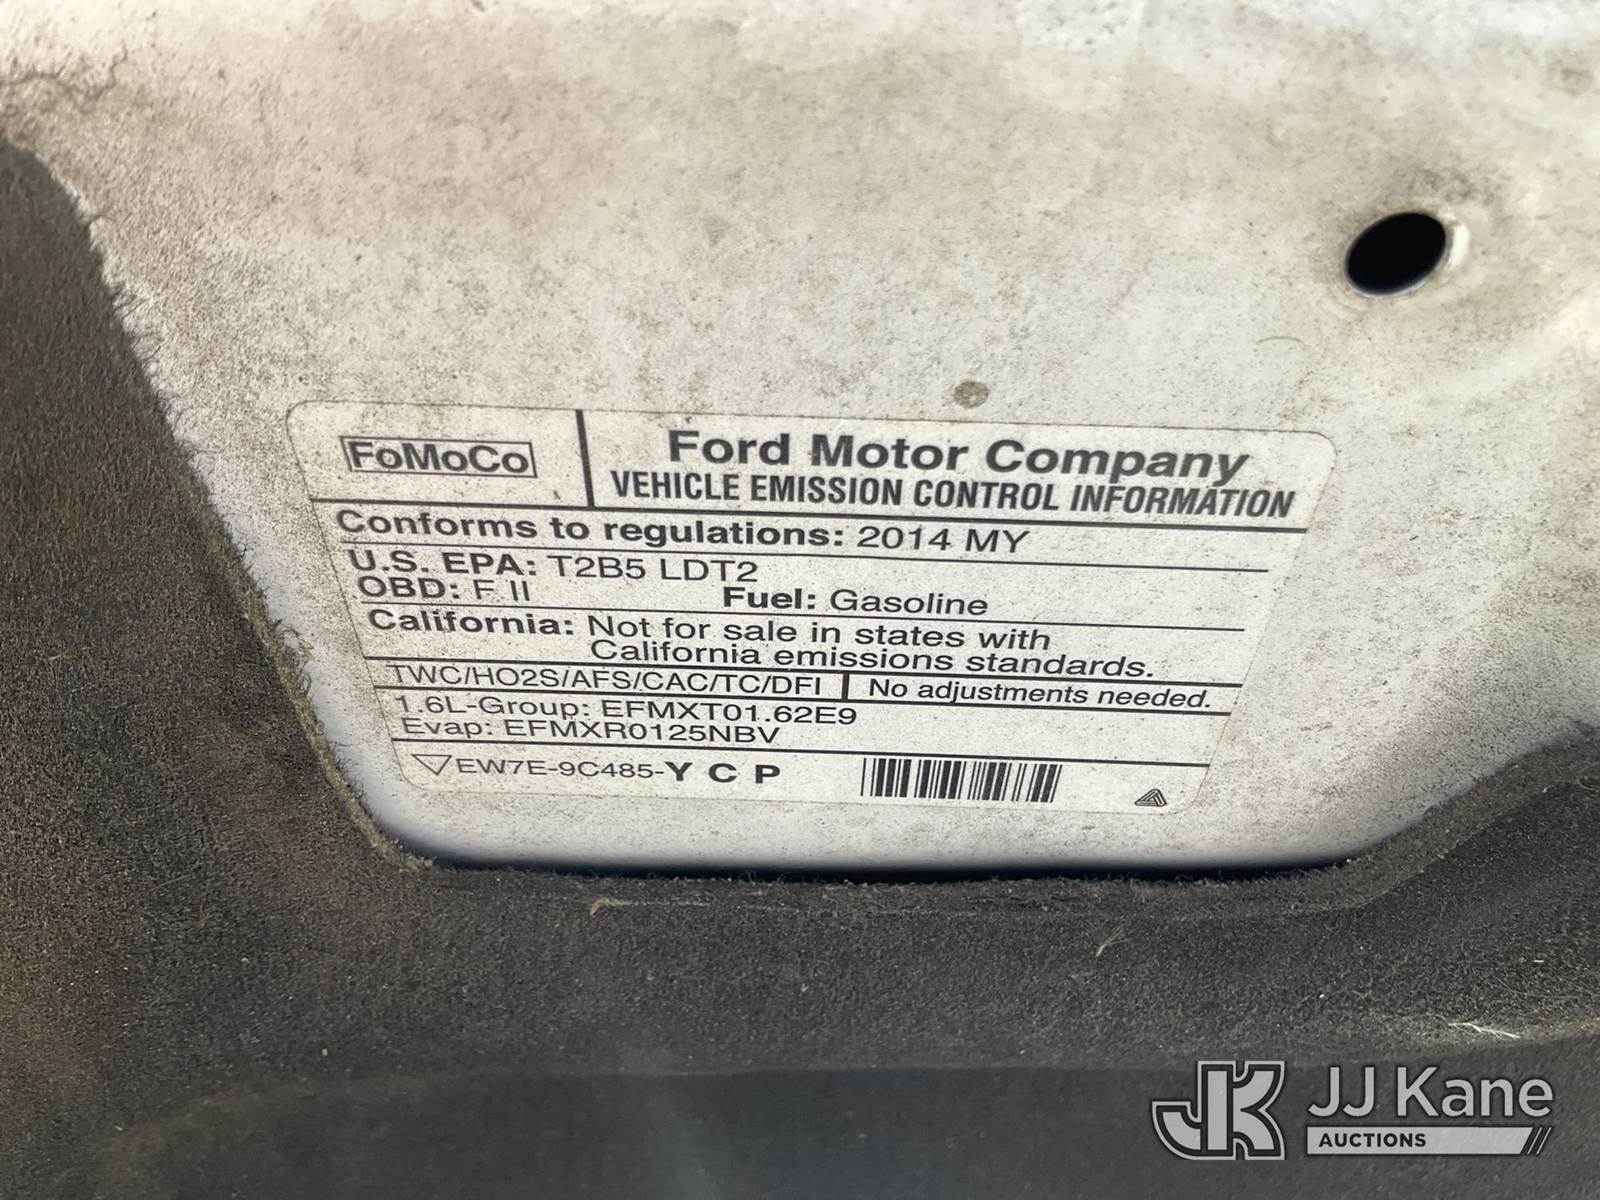 FoMoCo
Ford Motor Company
VEHICLE EMISSION CONTROL INFORMATION
Conforms to regulations: 2014 MY
U.S. EPA: T2B5 LDT2
OBD: F II Fuel: Gasoline
California: Not for sale in states with
California emissions standards.
TWC/HO2S/AFS/CAC/TC/DFI No adjustments needed.
1.6L-Group: EFMXT01.62E9
Evap: EFMXR0125NBV
EW7E-9C485-Y C P
JK JJ Kane
AUCTIONS